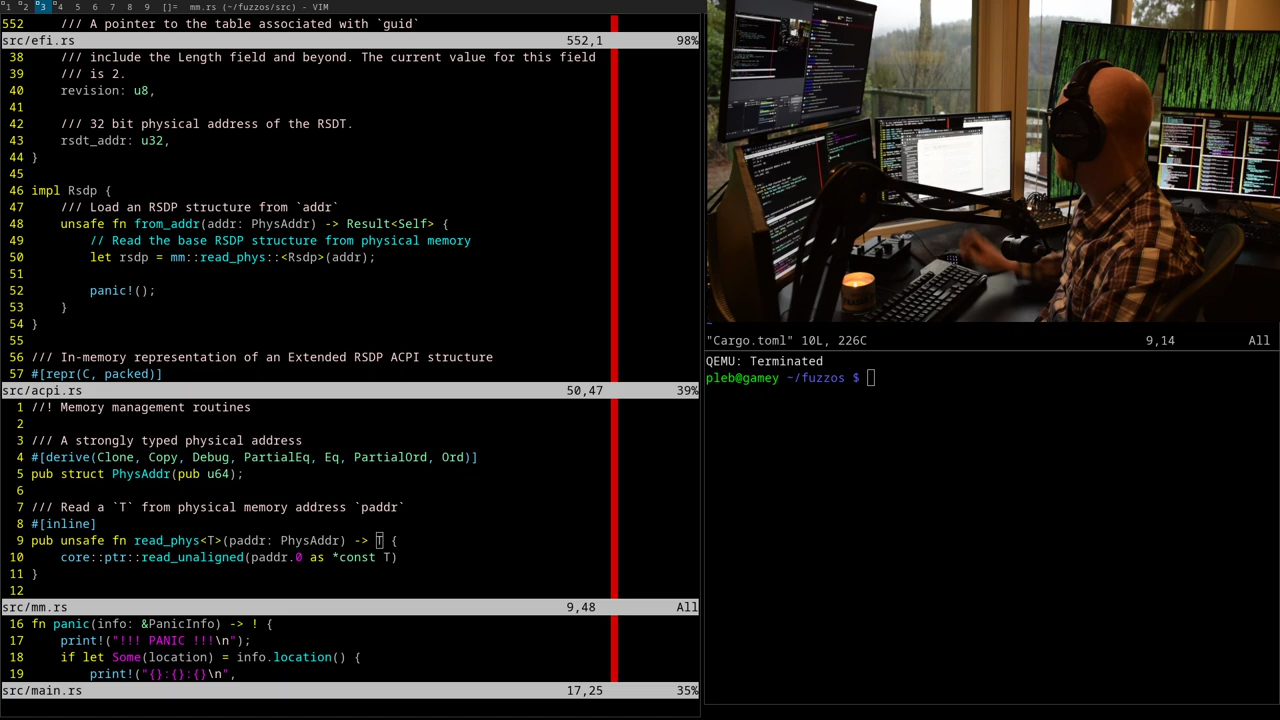 1 2 3 4 5 6 7 8 9 []= mm.rs (~/fuzzos/src) - VIM
552     /// A pointer to the table associated with `guid`
src/efi.rs 552,1 98%
38     /// include the Length field and beyond. The current value for this field
39     /// is 2.
40     revision: u8,
41
42     /// 32 bit physical address of the RSDT.
43     rsdt_addr: u32,
44 }
45
46 impl Rsdp {
47     /// Load an RSDP structure from `addr`
48     unsafe fn from_addr(addr: PhysAddr) -> Result<Self> {
49         // Read the base RSDP structure from physical memory
50         let rsdp = mm::read_phys::<Rsdp>(addr);
51
52         panic!();
53     }
54 }
55
56 /// In-memory representation of an Extended RSDP ACPI structure
57 #[repr(C, packed)]
src/acpi.rs 50,47 39%
1 //! Memory management routines
2
3 /// A strongly typed physical address
4 #[derive(Clone, Copy, Debug, PartialEq, Eq, PartialOrd, Ord)]
5 pub struct PhysAddr(pub u64);
6
7 /// Read a `T` from physical memory address `paddr`
8 #[inline]
9 pub unsafe fn read_phys<T>(paddr: PhysAddr) -> T {
10     core::ptr::read_unaligned(paddr.0 as *const T)
11 }
12
src/mm.rs 9,48 All
16 fn panic(info: &PanicInfo) -> ! {
17     print!("!!! PANIC !!!\n");
18     if let Some(location) = info.location() {
19         print!("{}:{}:{}\n",
src/main.rs 17,25 35%
~
"Cargo.toml" 10L, 226C 9,14 All
QEMU: Terminated
pleb@gamey ~/fuzzos $